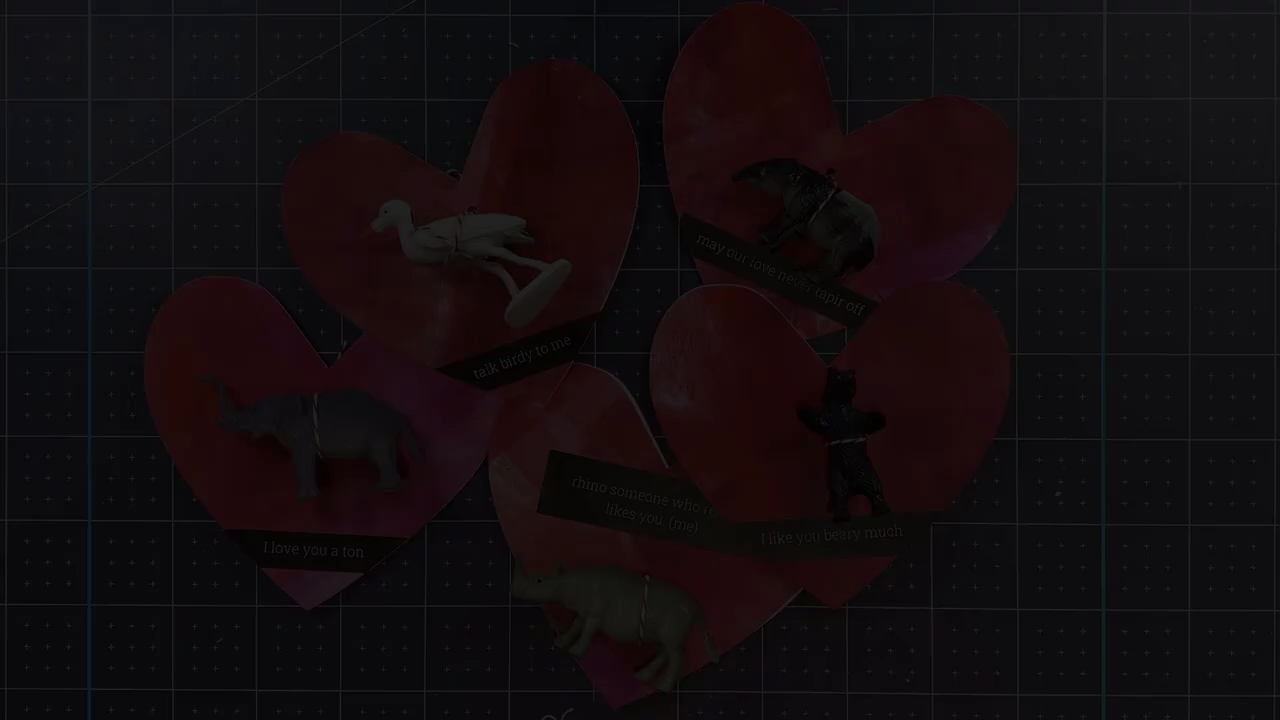 may our love never tapir off
talk birdy to me
rhino someone who
likes you (me)
I like you beary much
I love you a ton